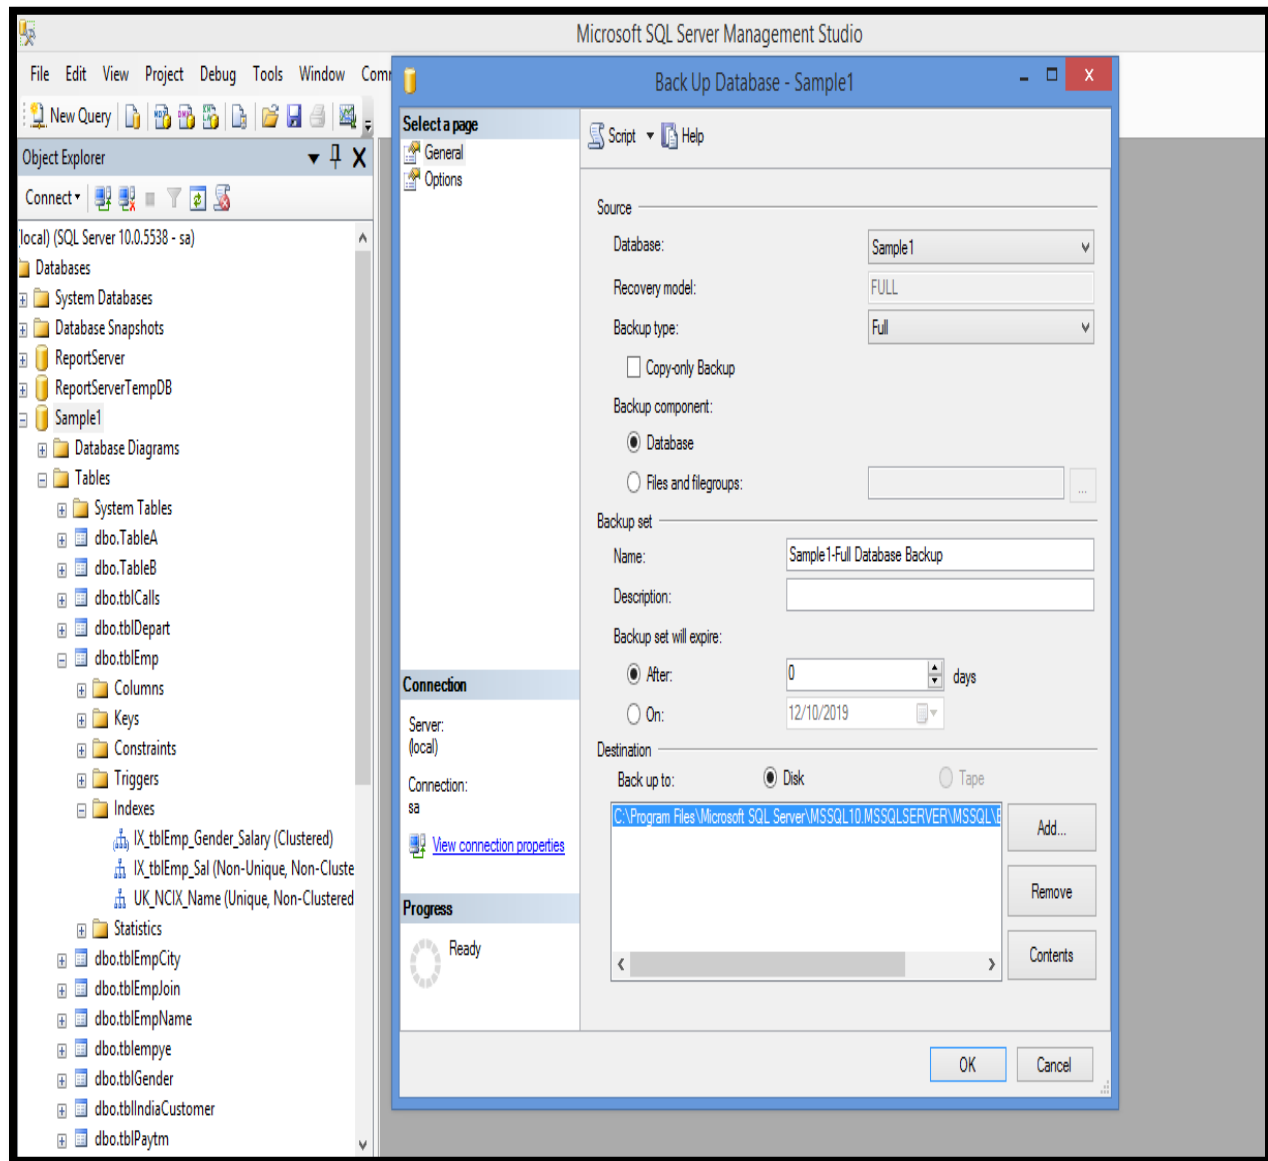 Microsoft SQL Server Management Studio
File Edit View Project Debug Tools Window Comm
New Query
Object Explorer
Connect
(local) (SQL Server 10.0.5538 - sa)
Databases
System Databases
Database Snapshots
ReportServer
ReportServerTempDB
Sample1
Database Diagrams
Tables
System Tables
dbo.TableA
dbo.TableB
dbo.tblCalls
dbo.tblDepart
dbo.tblEmp
Columns
Keys
Constraints
Triggers
Indexes
IX_tblEmp_Gender_Salary (Clustered)
IX_tblEmp_Sal (Non-Unique, Non-Cluste
UK_NCIX_Name (Unique, Non-Clustered
Statistics
dbo.tblEmpCity
dbo.tblEmpJoin
dbo.tblEmpName
dbo.tblempye
dbo.tblGender
dbo.tblIndiaCustomer
dbo.tblPaytm
Back Up Database - Sample1
Select a page
General
Options
Connection
Server:
(local)
Connection:
sa
View connection properties
Progress
Ready
Script Help
Source
Database: Sample1
Recovery model: FULL
Backup type: Full
Copy-only Backup
Backup component:
Database
Files and filegroups: ...
Backup set
Name: Sample1-Full Database Backup
Description:
Backup set will expire:
After: 0 days
On: 12/10/2019
Destination
Back up to: Disk Tape
C:\Program Files\Microsoft SQL Server\MSSQL10.MSSQLSERVER\MSSQL\B
Add...
Remove
Contents
OK Cancel